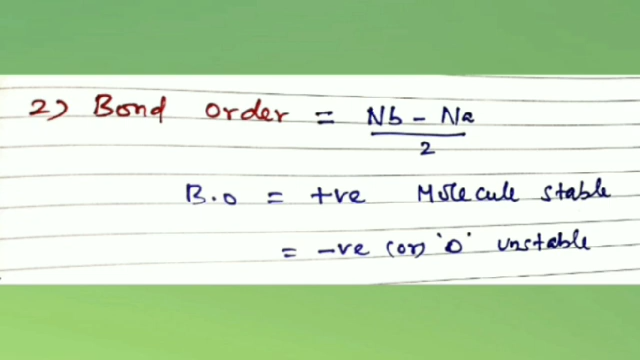 2) Bond order = Nb - Na / 2
B.O = +ve Molecule stable
= -ve (or) '0' unstable